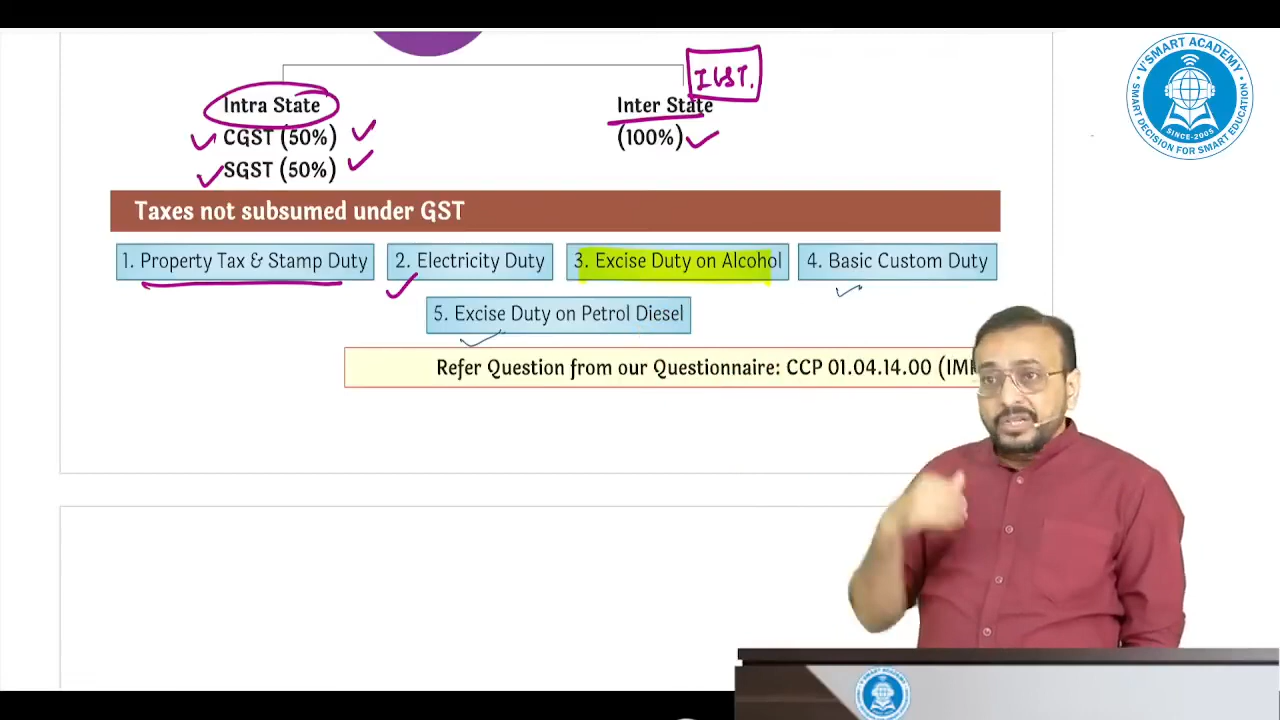 IGST.
Intra State
Inter State
CGST (50%)
(100%)
SGST (50%)
Taxes not subsumed under GST
1. Property Tax & Stamp Duty
2. Electricity Duty
3. Excise Duty on Alcohol
4. Basic Custom Duty
5. Excise Duty on Petrol Diesel
Refer Question from our Questionnaire: CCP 01.04.14.00
V'SMART ACADEMY
SINCE-2005
SMART DECISION FOR SMART EDUCATION